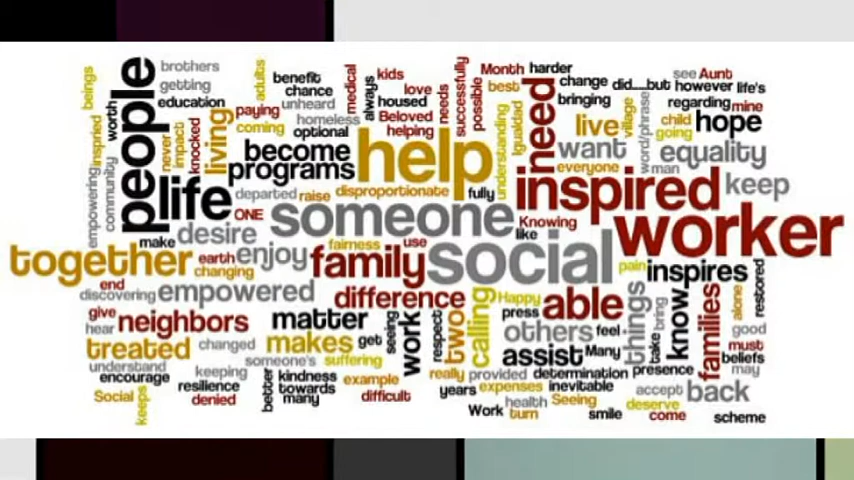 people
brothers
getting
education
beings
worth
inspried
never
impact
knocked
living
empowering
community
adults
benefit
chance
unheard
homeless
optional
paying
coming
medical
always
kids
love
housed
Beloved
helping
needs
successfully
possible
Month
harder
best
change
did....but
however
life's
see
Aunt
bringing
regarding
mine
need
Igualdad
understanding
live
village
word/phrase
child
going
hope
want
equality
everyone
man
become
programs
help
life
departed
raise
disproportionate
fully
inspired
keep
ONE
someone
Knowing
like
worker
make
desire
fairness
use
social
together
earth
changing
enjoy
family
pain
inspires
restored
end
discovering
empowered
difference
calling
Happy
press
able
things
bring
know
families
alone
give
hear
neighbors
matter
seeing
work
respect
two
others
feel
take
good
treated
changed
makes
get
assist
Many
must
beliefs
understand
someone's
suffering
presence
may
encourage
keeping
resilience
denied
better
kindness
towards
many
example
difficult
really
provided
determination
years
expenses
inevitable
accept
back
Social
keeps
health
Seeing
deserve
Work
turn
smile
come
scheme